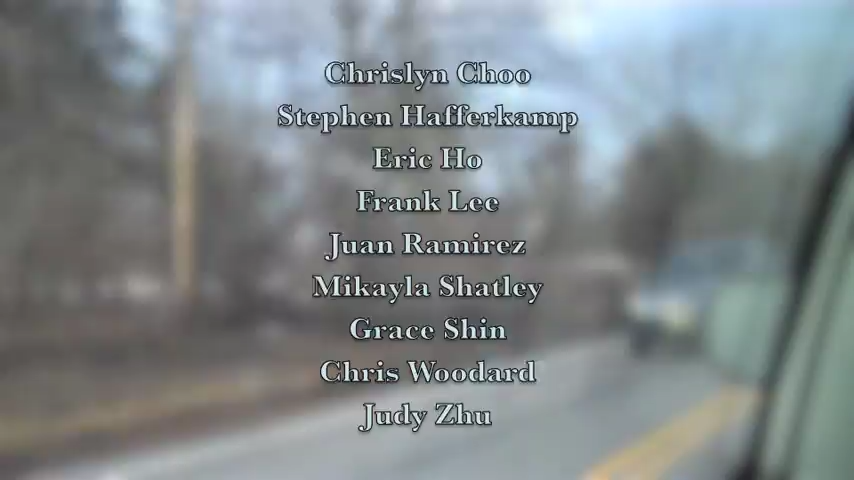 Chrislyn Choo
Stephen Hafferkamp
Eric Ho
Frank Lee
Juan Ramirez
Mikayla Shatley
Grace Shin
Chris Woodard
Judy Zhu